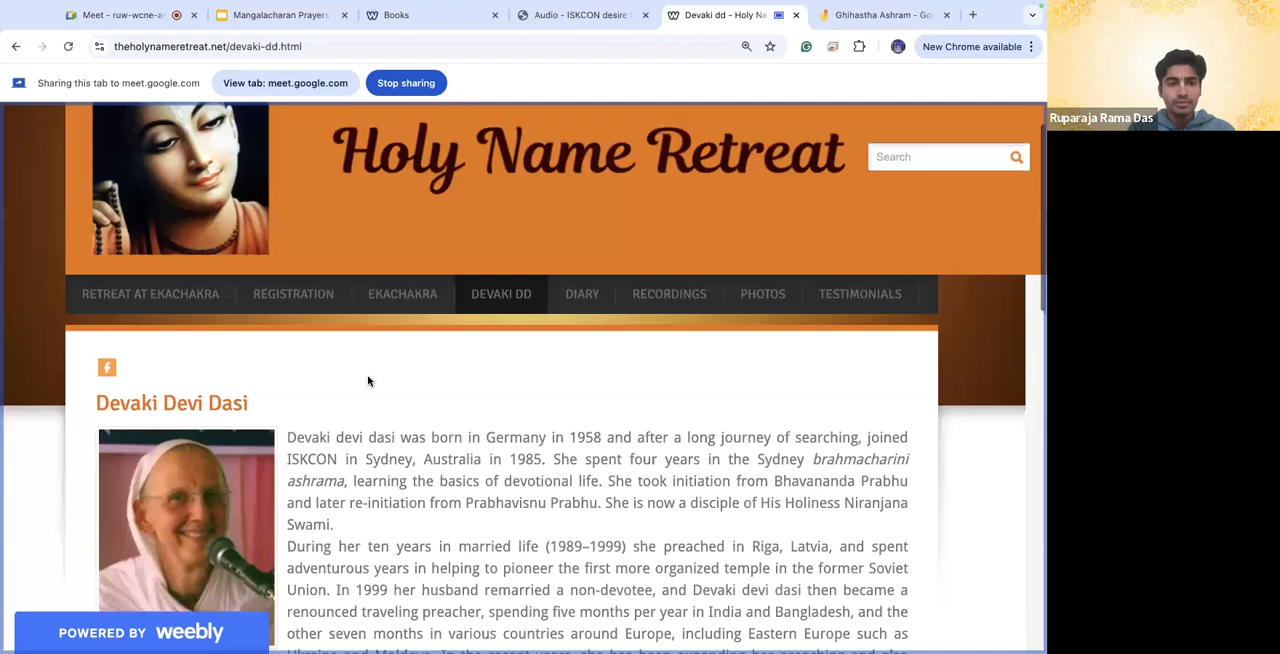 Meet - ruw-wcne-a
Mangalacharan Prayers
Books
Audio - ISKCON desire t
Devaki dd - Holy Na
Ghihastha Ashram - Go
theholynameretreat.net/devaki-dd.html
New Chrome available
Sharing this tab to meet.google.com
View tab: meet.google.com
Stop sharing
Ruparaja Rama Das
Holy Name Retreat
Search
RETREAT AT EKACHAKRA
REGISTRATION
EKACHAKRA
DEVAKI DD
DIARY
RECORDINGS
PHOTOS
TESTIMONIALS
Devaki Devi Dasi
Devaki devi dasi was born in Germany in 1958 and after a long journey of searching, joined
ISKCON in Sydney, Australia in 1985. She spent four years in the Sydney brahmacharini
ashrama, learning the basics of devotional life. She took initiation from Bhavananda Prabhu
and later re-initiation from Prabhavisnu Prabhu. She is now a disciple of His Holiness Niranjana
Swami.
During her ten years in married life (1989–1999) she preached in Riga, Latvia, and spent
adventurous years in helping to pioneer the first more organized temple in the former Soviet
Union. In 1999 her husband remarried a non-devotee, and Devaki devi dasi then became a
renounced traveling preacher, spending five months per year in India and Bangladesh, and the
other seven months in various countries around Europe, including Eastern Europe such as
POWERED BY weebly